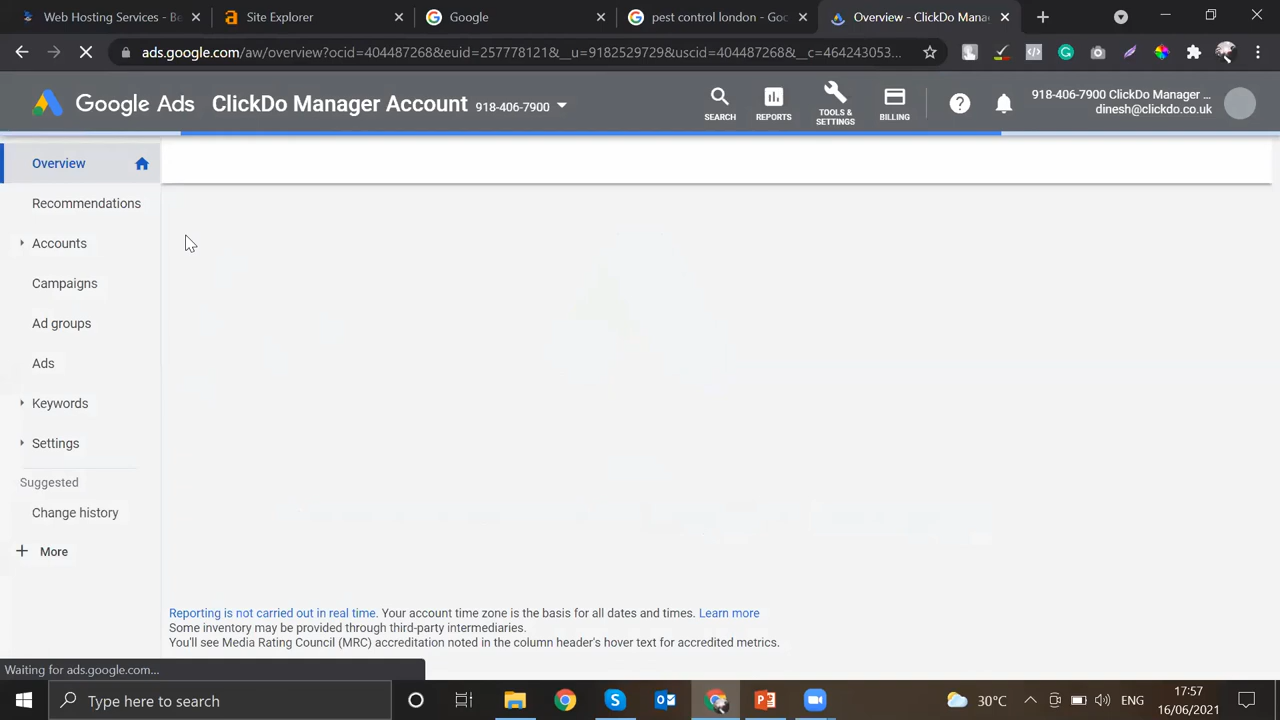 Web Hosting Services - Be
Site Explorer
Google
pest control london - Goo
Overview - ClickDo Mana
ads.google.com/aw/overview?ocid=404487268&euid=2577781218&__u=9182529729&uscid=404487268&__c=464243053...
Google Ads ClickDo Manager Account 918-406-7900
SEARCH
REPORTS
TOOLS & SETTINGS
BILLING
918-406-7900 ClickDo Manager ...
dinesh@clickdo.co.uk
Overview
Recommendations
Accounts
Campaigns
Ad groups
Ads
Keywords
Settings
Suggested
Change history
More
Reporting is not carried out in real time. Your account time zone is the basis for all dates and times. Learn more
Some inventory may be provided through third-party intermediaries.
You'll see Media Rating Council (MRC) accreditation noted in the column header's hover text for accredited metrics.
Waiting for ads.google.com...
Type here to search
30°C
ENG
17:57
16/06/2021